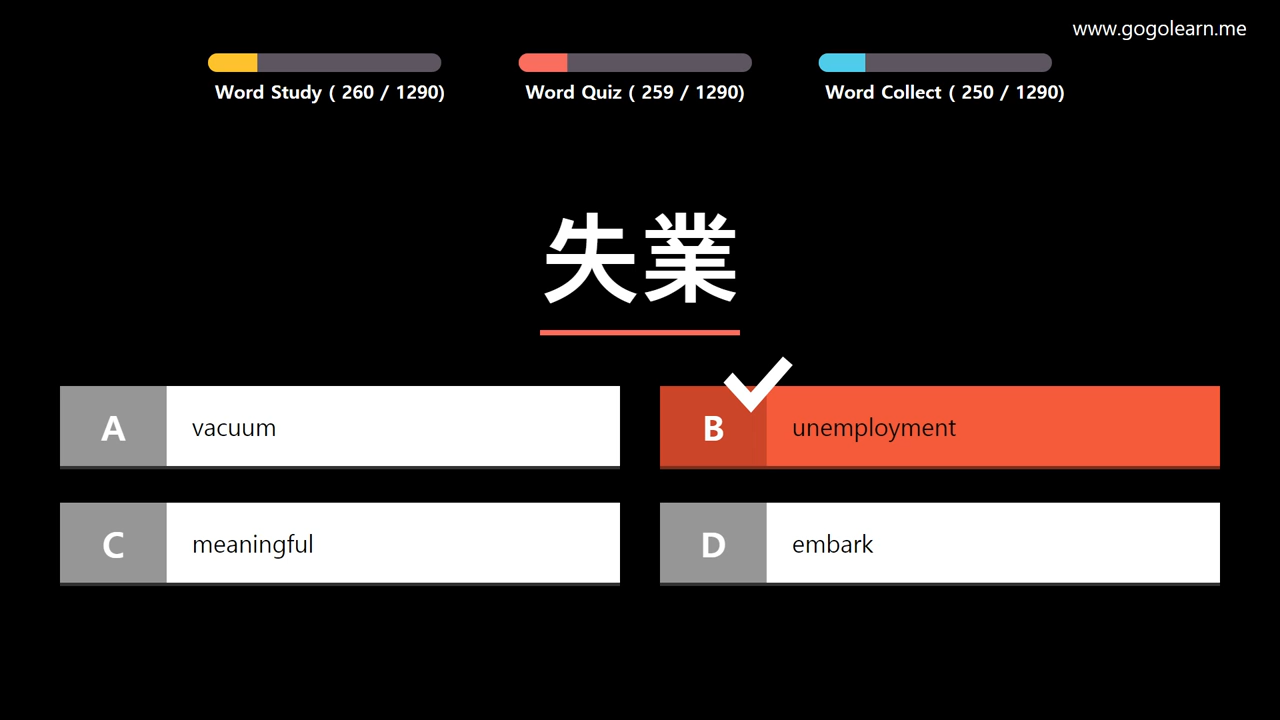 www.gogolearn.me
Word Study ( 260 / 1290)
Word Quiz ( 259 / 1290)
Word Collect ( 250 / 1290)
失業
A
vacuum
B
unemployment
C
meaningful
D
embark